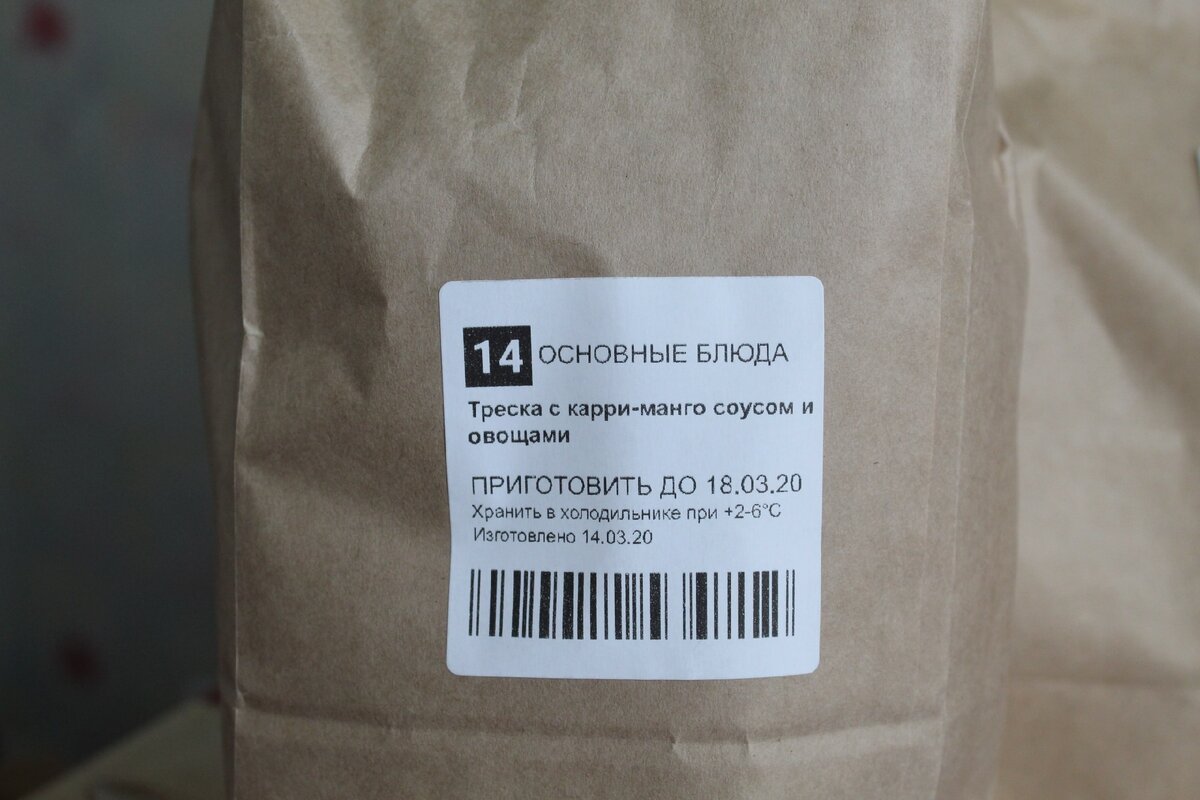 14 ОСНОВНЫЕ БЛЮДА
Треска с карри-манго соусом и
овощами
ПРИГОТОВИТЬ ДО 18.03.20
Хранить в холодильнике при +2-6°C
Изготовлено 14.03.20